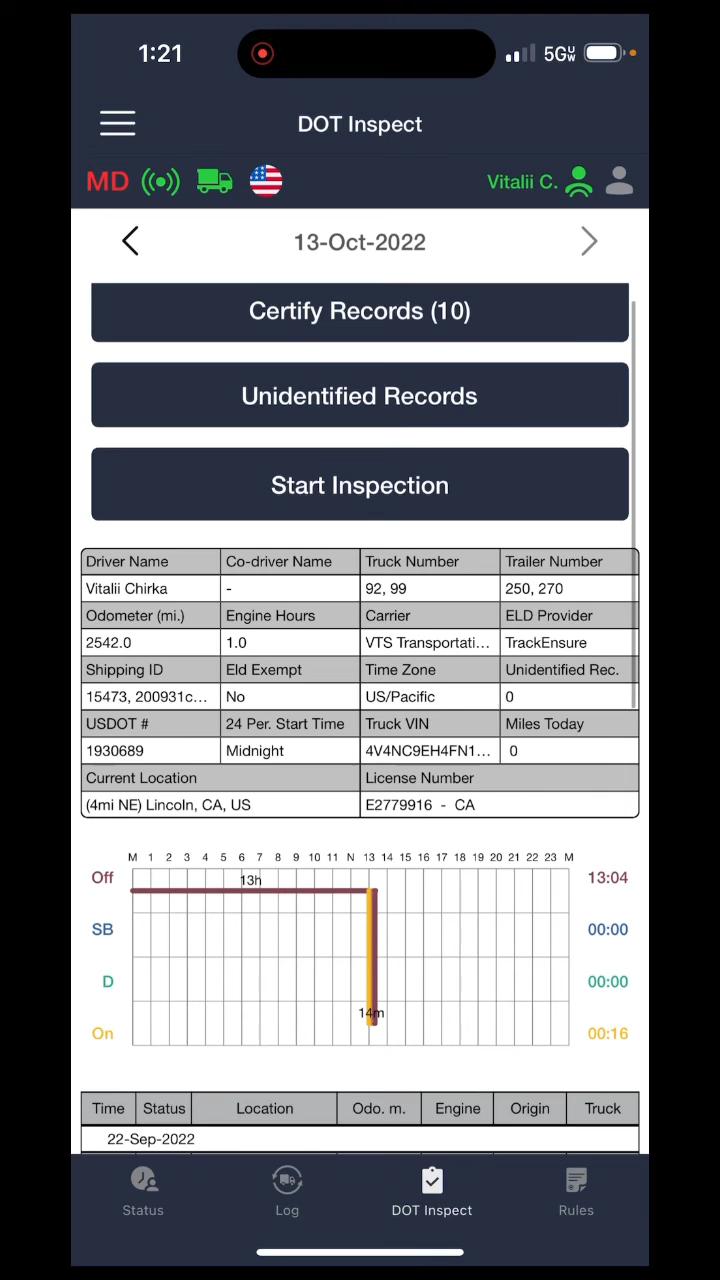 1:21 5GUW
DOT Inspect
MD Vitalii C.
13-Oct-2022
Certify Records (10)
Unidentified Records
Start Inspection
Driver Name Co-driver Name Truck Number Trailer Number
Vitalii Chirka - 92, 99 250, 270
Odometer (mi.) Engine Hours Carrier ELD Provider
2542.0 1.0 VTS Transportati... TrackEnsure
Shipping ID Eld Exempt Time Zone Unidentified Rec.
15473, 200931c... No US/Pacific 0
USDOT # 24 Per. Start Time Truck VIN Miles Today
1930689 Midnight 4V4NC9EH4FN1... 0
Current Location License Number
(4mi NE) Lincoln, CA, US E2779916 - CA
M 1 2 3 4 5 6 7 8 9 10 11 N 13 14 15 16 17 18 19 20 21 22 23 M
Off 13h 13:04
SB 00:00
D 00:00
14m
On 00:16
Time Status Location Odo. m. Engine Origin Truck
22-Sep-2022
Status Log DOT Inspect Rules